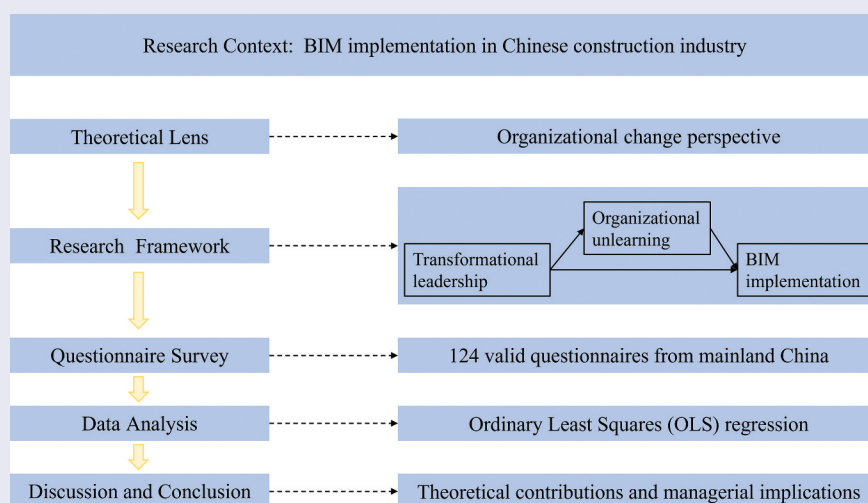 Research Context: BIM implementation in Chinese construction industry
Theoretical Lens
Organizational change perspective
Research Framework
Organizational
unlearning
Transformational
leadership
BIM
implementation
Questionnaire Survey
124 valid questionnaires from mainland China
Data Analysis
Ordinary Least Squares (OLS) regression
Discussion and Conclusion
Theoretical contributions and managerial implications